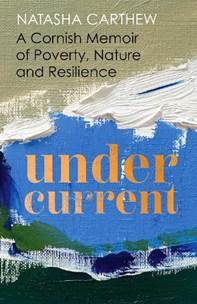 NATASHA CARTHEW
A Cornish Memoir
of Poverty, Nature
and Resilience
under
current